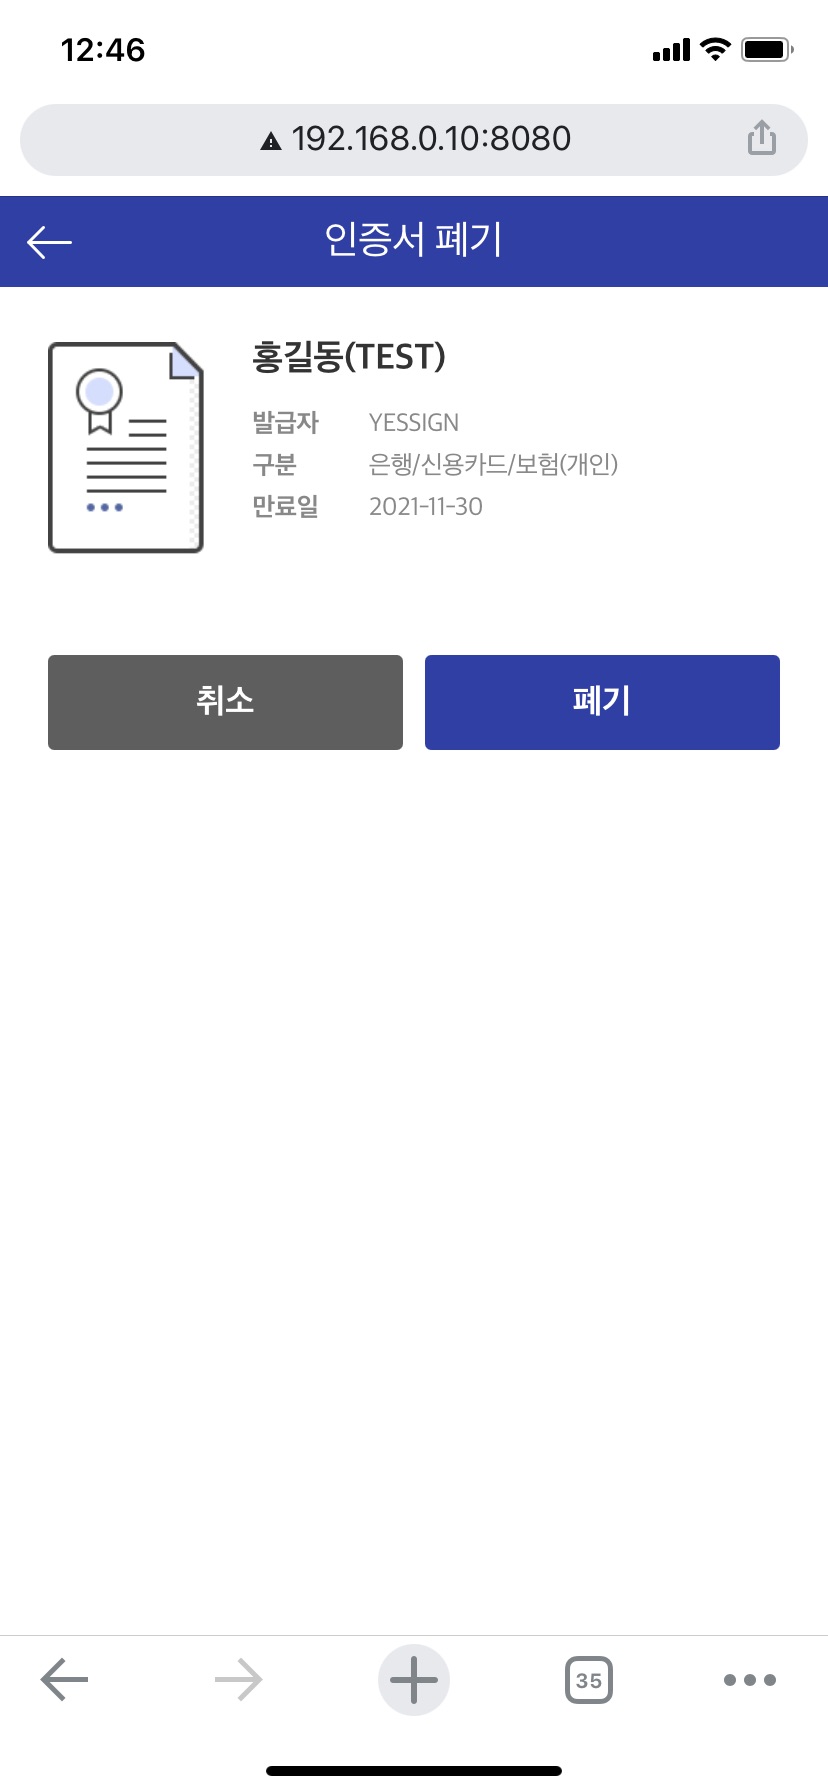 12:46
192.168.0.10:8080
인증서 폐기
홍길동(TEST)
발급자 YESSIGN
구분 은행/신용카드/보험(개인)
만료일 2021-11-30
취소 폐기
35